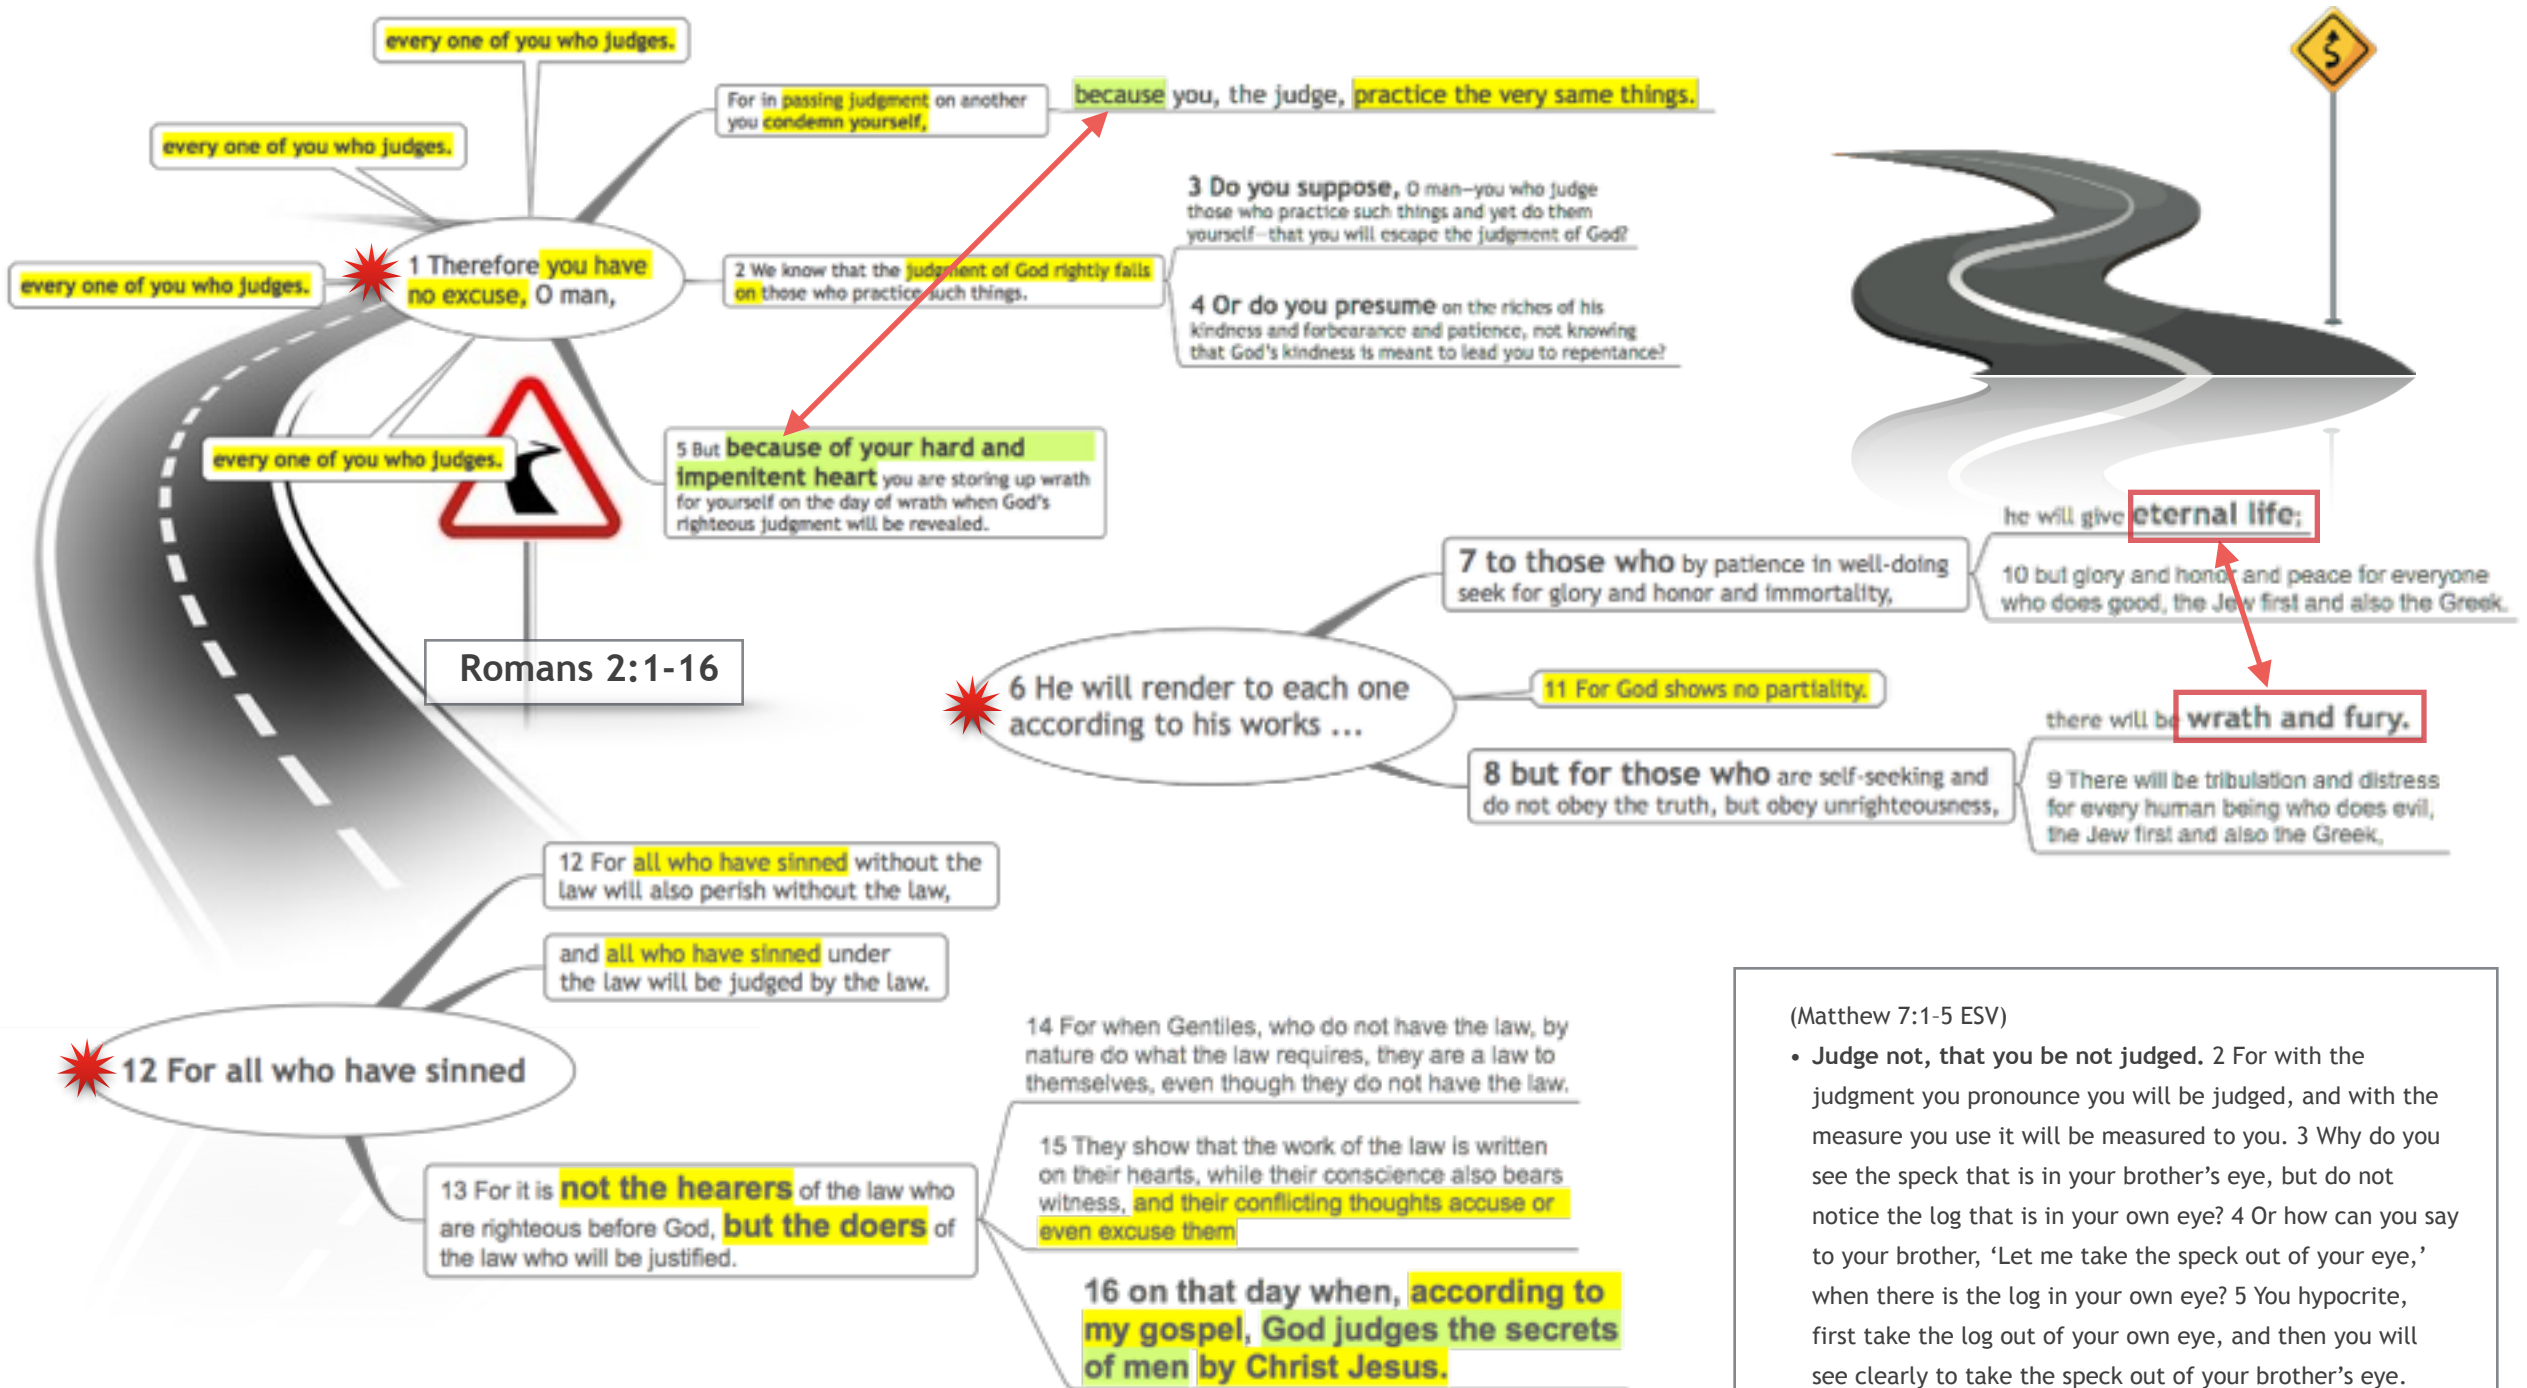 every one of you who judges.
every one of you who judges.
every one of you who judges.
every one of you who judges.
1 Therefore you have
no excuse, O man,
For in passing judgment on another
you condemn yourself,
because you, the judge, practice the very same things.
2 We know that the judgment of God rightly falls
on those who practice such things.
3 Do you suppose, O man—you who judge
those who practice such things and yet do them
yourself—that you will escape the judgment of God?
4 Or do you presume on the riches of his
kindness and forbearance and patience, not knowing
that God's kindness is meant to lead you to repentance?
5 But because of your hard and
impenitent heart you are storing up wrath
for yourself on the day of wrath when God's
righteous judgment will be revealed.
Romans 2:1-16
6 He will render to each one
according to his works ...
7 to those who by patience in well-doing
seek for glory and honor and immortality,
he will give eternal life;
10 but glory and honor and peace for everyone
who does good, the Jew first and also the Greek.
11 For God shows no partiality.
8 but for those who are self-seeking and
do not obey the truth, but obey unrighteousness,
there will be wrath and fury.
9 There will be tribulation and distress
for every human being who does evil,
the Jew first and also the Greek,
12 For all who have sinned
12 For all who have sinned without the
law will also perish without the law,
and all who have sinned under
the law will be judged by the law.
13 For it is not the hearers of the law who
are righteous before God, but the doers of
the law who will be justified.
14 For when Gentiles, who do not have the law, by
nature do what the law requires, they are a law to
themselves, even though they do not have the law.
15 They show that the work of the law is written
on their hearts, while their conscience also bears
witness, and their conflicting thoughts accuse or
even excuse them
16 on that day when, according to
my gospel, God judges the secrets
of men by Christ Jesus.
(Matthew 7:1–5 ESV)
• Judge not, that you be not judged. 2 For with the
judgment you pronounce you will be judged, and with the
measure you use it will be measured to you. 3 Why do you
see the speck that is in your brother’s eye, but do not
notice the log that is in your own eye? 4 Or how can you say
to your brother, ‘Let me take the speck out of your eye,’
when there is the log in your own eye? 5 You hypocrite,
first take the log out of your own eye, and then you will
see clearly to take the speck out of your brother’s eye.